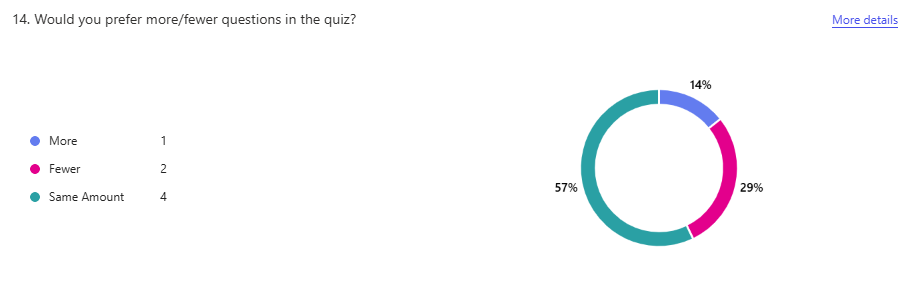 14. Would you prefer more/fewer questions in the quiz?
More details
More 1
Fewer 2
Same Amount 4
14%
29%
57%